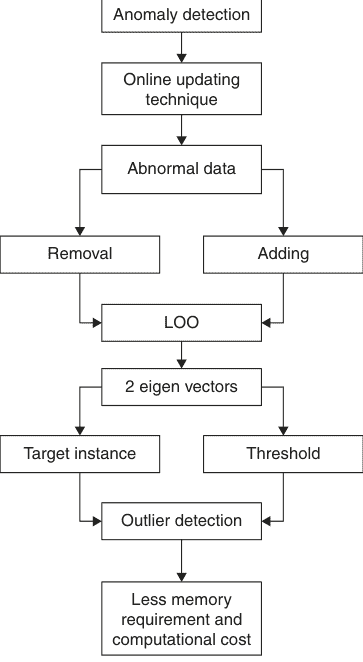 Anomaly detection
Online updating
technique
Abnormal data
Removal
Adding
LOO
2 eigen vectors
Target instance
Threshold
Outlier detection
Less memory
requirement and
computational cost